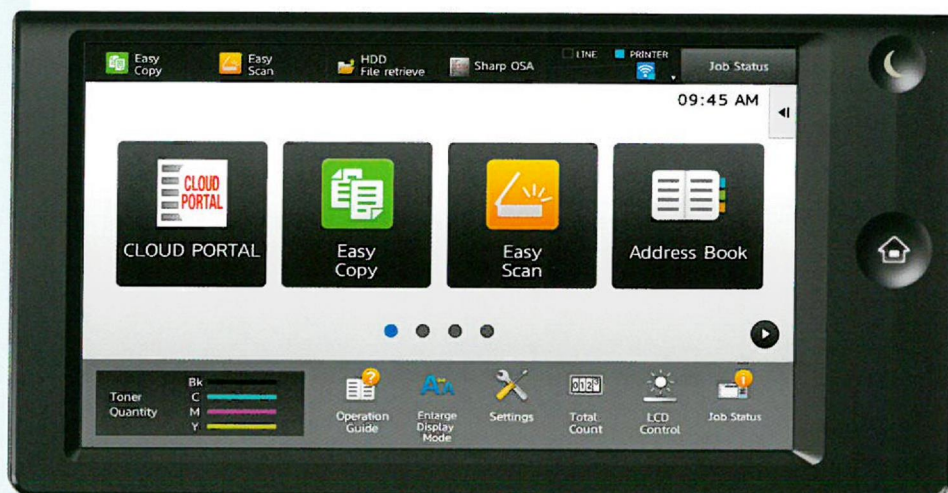 Easy
Copy
Easy
Scan
HDD
File retrieve
Sharp OSA
LINE
PRINTER
Job Status
09:45 AM
CLOUD
PORTAL
CLOUD PORTAL
Easy
Copy
Easy
Scan
Address Book
Toner
Quantity
Bk
C
M
Y
?
Operation
Guide
AAA
Enlarge
Display
Mode
Settings
0129
Total
Count
LCD
Control
Job Status